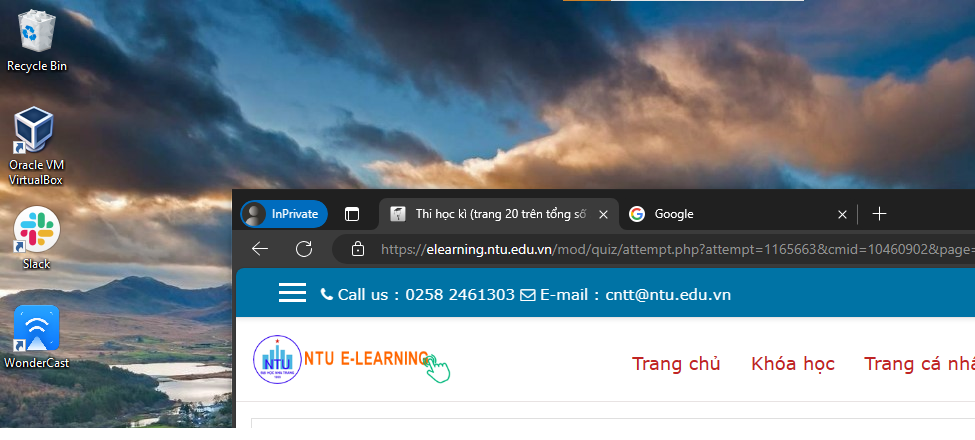 Recycle Bin
Oracle VM
VirtualBox
Slack
WonderCast
InPrivate
Thi học kì (trang 20 trên tổng số
Google
https://elearning.ntu.edu.vn/mod/quiz/attempt.php?attempt=1165663&cmid=10460902&page=
Call us : 0258 2461303 E-mail : cntt@ntu.edu.vn
NTU
NTU E-LEARNING
Trang chủ Khóa học Trang cá nhâ